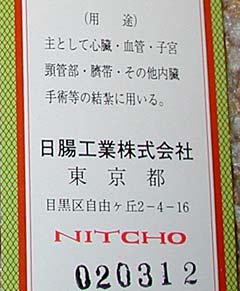 (用 途)
主として心臓・血管・子宮
頸管部・臍帯・その他内臓
手術等の結紮に用いる。
日腸工業株式会社
東京都
目黒区自由ヶ丘2-4-16
NITCHO
020312